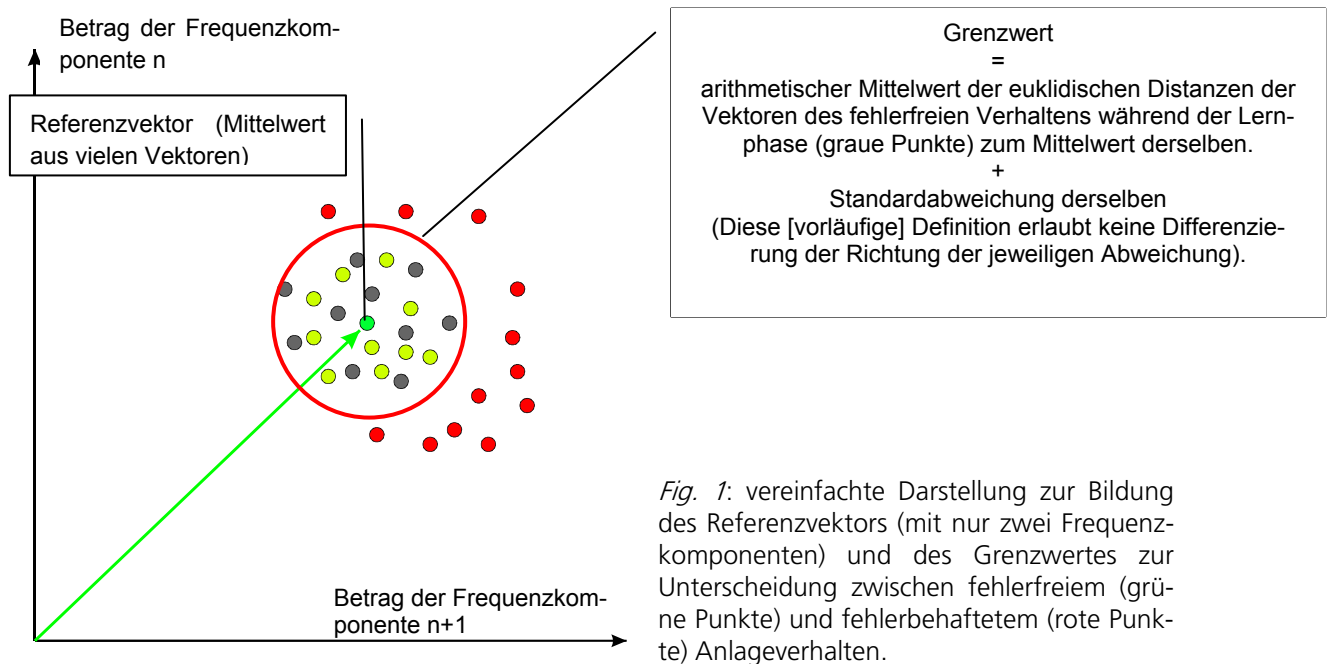 Betrag der Frequenzkom-
ponente n
Referenzvektor (Mittelwert
aus vielen Vektoren)
Grenzwert
=
arithmetischer Mittelwert der euklidischen Distanzen der
Vektoren des fehlerfreien Verhaltens während der Lern-
phase (graue Punkte) zum Mittelwert derselben.
+
Standardabweichung derselben
(Diese [vorläufige] Definition erlaubt keine Differenzie-
rung der Richtung der jeweiligen Abweichung).
Betrag der Frequenzkom-
ponente n+1
Fig. 1: vereinfachte Darstellung zur Bildung
des Referenzvektors (mit nur zwei Frequenz-
komponenten) und des Grenzwertes zur
Unterscheidung zwischen fehlerfreiem (grü-
ne Punkte) und fehlerbehaftetem (rote Punk-
te) Anlageverhalten.